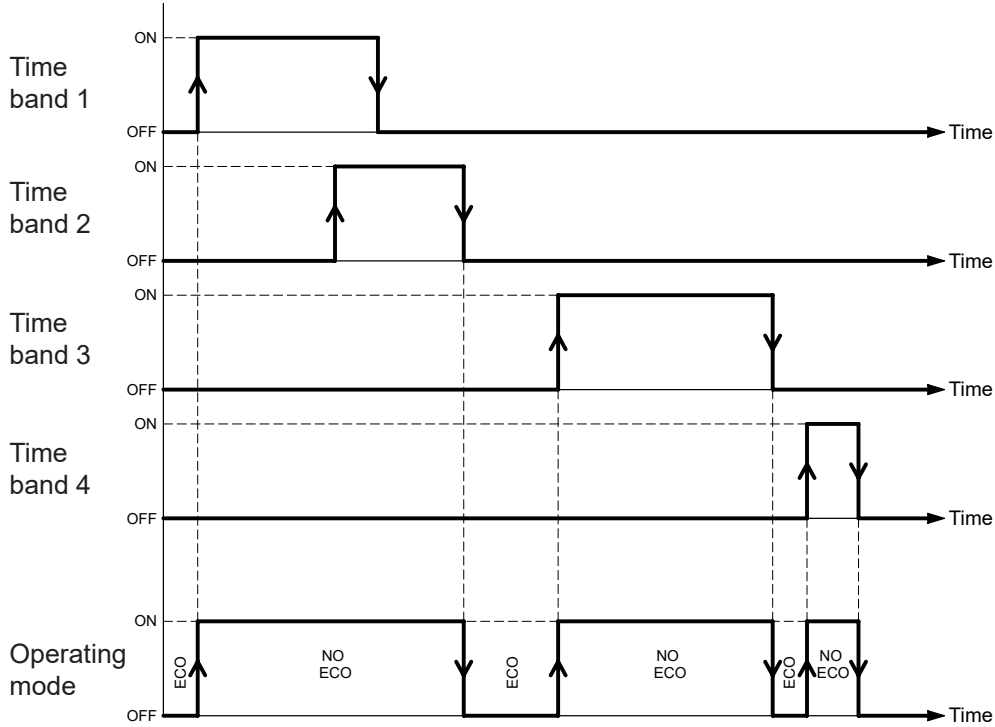 ON
Time
band 1
OFF
Time
ON
Time
band 2
OFF
Time
ON
Time
band 3
OFF
Time
ON
Time
band 4
OFF
Time
ON
Operating
mode
ECO
NO
ECO
ECO
NO
ECO
ECO
NO
ECO
OFF
Time